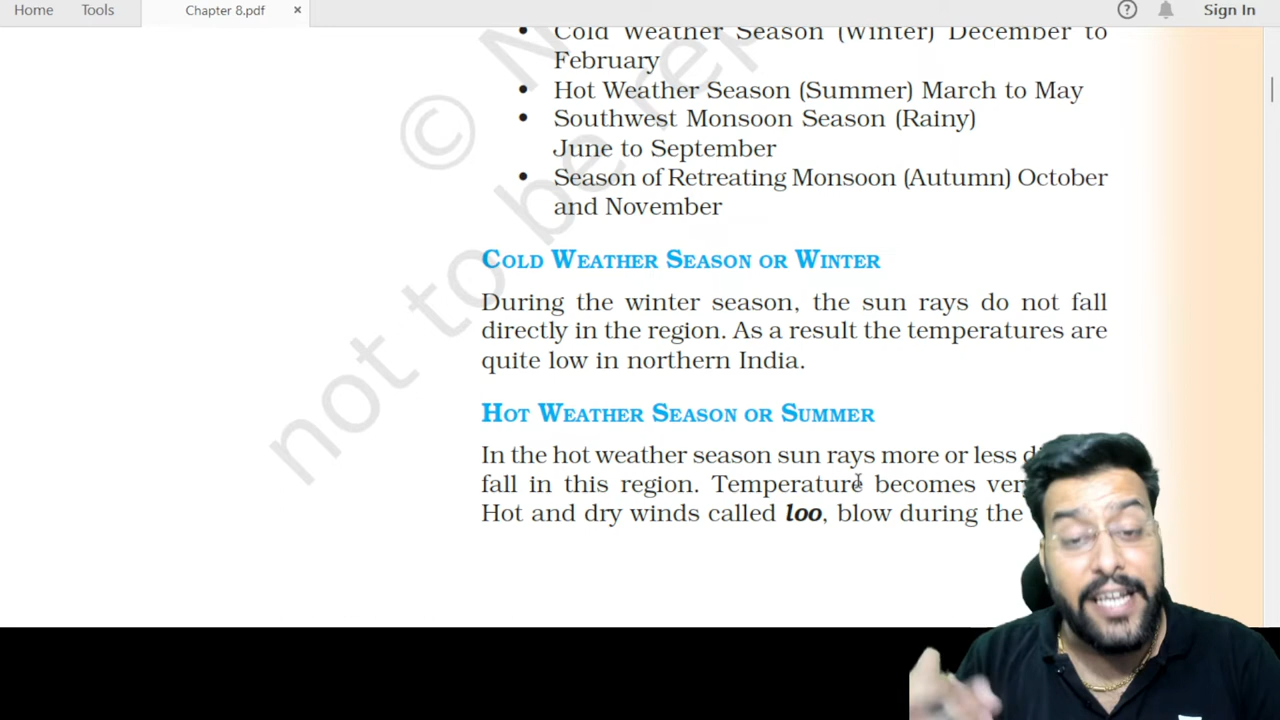 Home Tools Chapter 8.pdf × ? Sign In
• Cold Weather Season (Winter) December to
February
• Hot Weather Season (Summer) March to May
• Southwest Monsoon Season (Rainy)
June to September
• Season of Retreating Monsoon (Autumn) October
and November
COLD WEATHER SEASON OR WINTER
During the winter season, the sun rays do not fall
directly in the region. As a result the temperatures are
quite low in northern India.
HOT WEATHER SEASON OR SUMMER
In the hot weather season sun rays more or less
fall in this region. Temperature becomes
Hot and dry winds called loo, blow during the
©
not to be